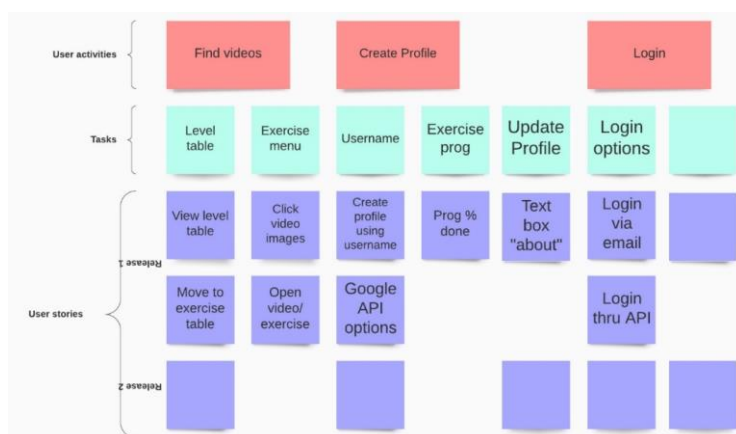 User activities
Find videos
Create Profile
Login
Tasks
Level
table
Exercise
menu
Username
Exercise
prog
Update
Profile
Login
options
User stories
Release 1
View level
table
Click
video
images
Create
profile
using
username
Prog %
done
Text
box
"about"
Login
via
email
Move to
exercise
table
Open
video/
exercise
Google
API
options
Login
thru API
Release 2